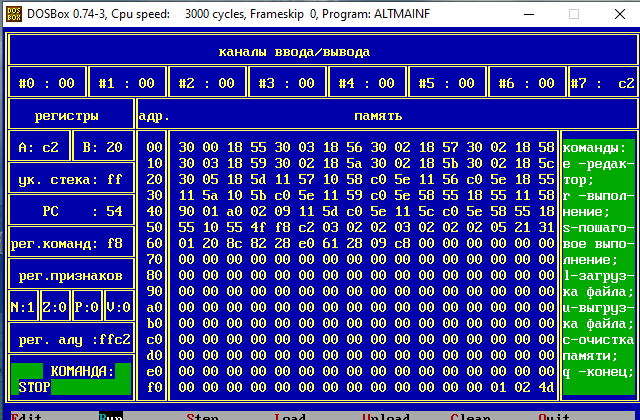 DOSBox 0.74-3, Cpu speed: 3000 cycles, Frameskip 0, Program: ALTMAINF
каналы ввода/вывода
#0 : 00 #1 : 00 #2 : 00 #3 : 00 #4 : 00 #5 : 00 #6 : 00 #7 : c2
регистры адр. память
A: c2 B: 20 00 30 00 18 55 30 03 18 56 30 02 18 57 30 02 18 58 команды:
10 30 03 18 59 30 02 18 5a 30 02 18 5b 30 02 18 5c e -редак-
ук. стека: ff 20 30 05 18 5d 11 57 10 58 c0 5e 11 56 c0 5e 18 55 тор;
30 11 5a 10 5b c0 5e 11 59 c0 5e 58 55 18 55 11 58 r -выпол-
PC : 54 40 90 01 a0 02 09 11 5d c0 5e 11 5c c0 5e 58 55 18 нение;
50 55 10 55 4f f8 c2 03 02 02 03 02 02 02 05 21 31 s-пошаго-
рег.команд: f8 60 01 20 8c 82 28 e0 61 28 09 c8 00 00 00 00 00 00 вое выпо-
70 00 00 00 00 00 00 00 00 00 00 00 00 00 00 00 00 лнение;
рег.признаков 80 00 00 00 00 00 00 00 00 00 00 00 00 00 00 00 00 l-загруз-
90 00 00 00 00 00 00 00 00 00 00 00 00 00 00 00 00 ка файла;
N:1 Z:0 P:0 V:0 a0 00 00 00 00 00 00 00 00 00 00 00 00 00 00 00 00 u-выгруз-
b0 00 00 00 00 00 00 00 00 00 00 00 00 00 00 00 00 ка файла;
рег. алу :ffc2 c0 00 00 00 00 00 00 00 00 00 00 00 00 00 00 00 00 c-очистка
d0 00 00 00 00 00 00 00 00 00 00 00 00 00 00 00 00 памяти;
КОМАНДА: e0 00 00 00 00 00 00 00 00 00 00 00 00 00 00 00 00 q -конец;
STOP f0 00 00 00 00 00 00 00 00 00 00 00 00 00 01 02 4d
Edit Run Step Load Upload Clear Quit